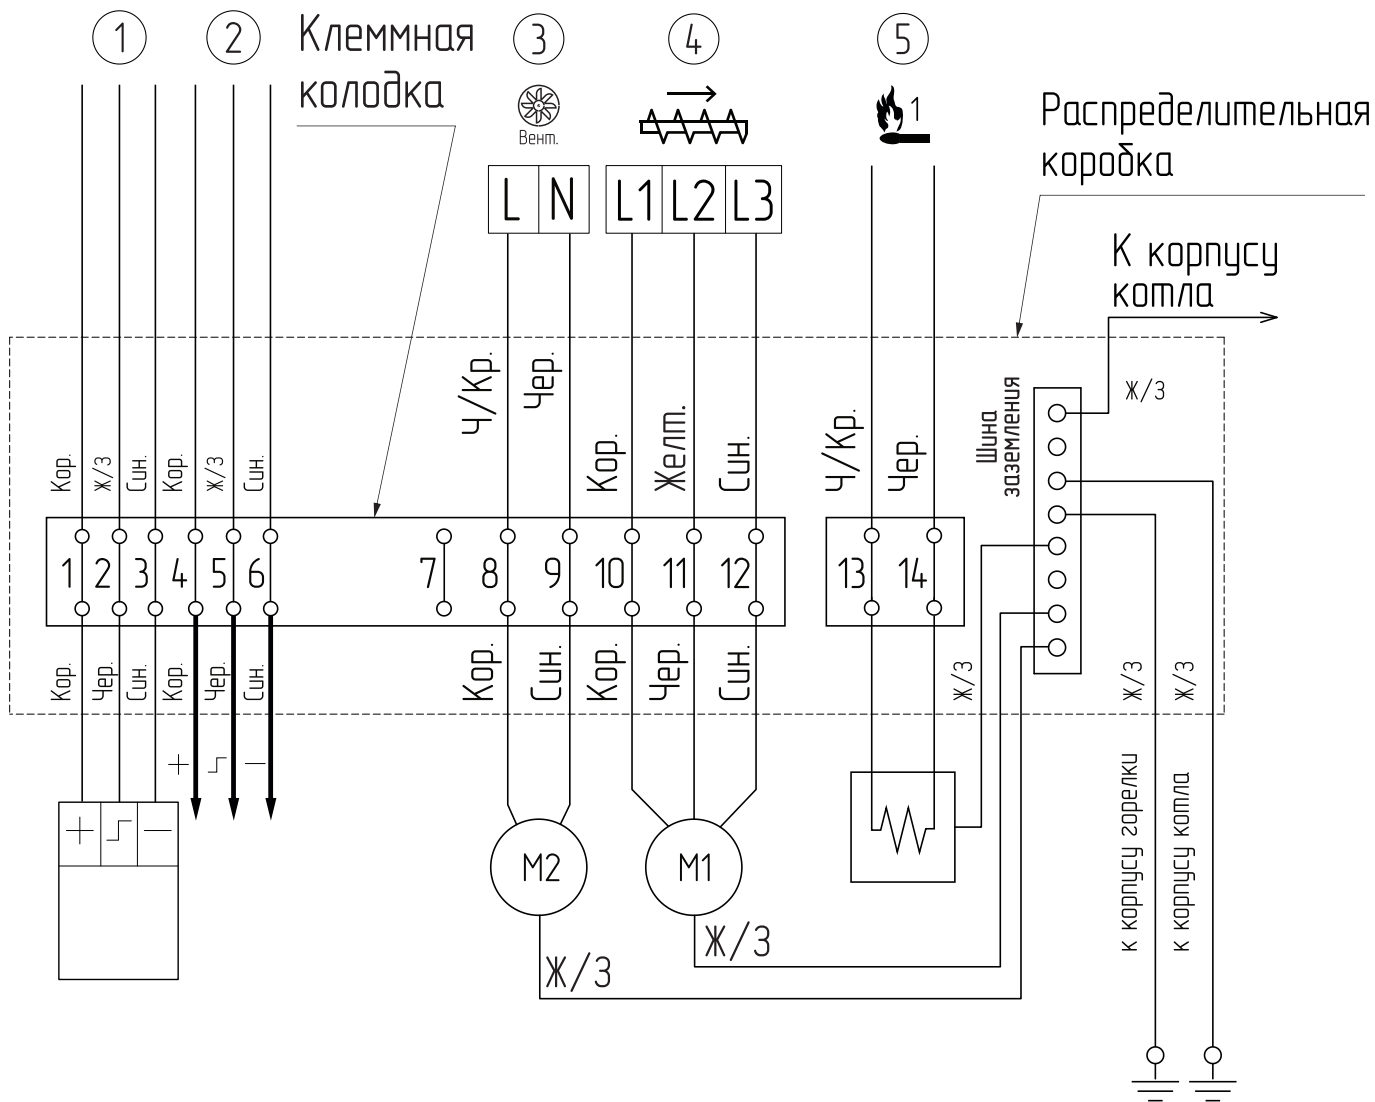 1 2 3 4 5
Клеммная
колодка
Вент.
1
Распределительная
коробка
L N L1 L2 L3
К корпусу
котла
Ч/Кр. Чер.
Ж/З
Шина
заземления
Кор. Ж/З Син. Кор. Ж/З Син. Кор. Желт. Син. Ч/Кр. Чер.
1 2 3 4 5 6 7 8 9 10 11 12 13 14
Кор. Чер. Син. Кор. Чер. Син. Кор. Син. Кор. Чер. Син. Ж/З Ж/З Ж/З
+ —
+ —
М2 М1
к корпусу горелки
к корпусу котла
Ж/З
Ж/З